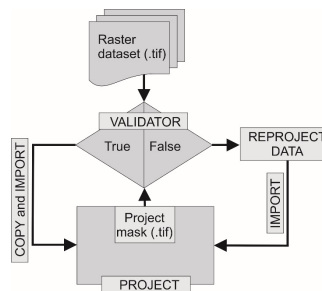 Raster
dataset (.tif)
VALIDATOR
True
False
REPROJECT
DATA
COPY and IMPORT
IMPORT
Project
mask (.tif)
PROJECT